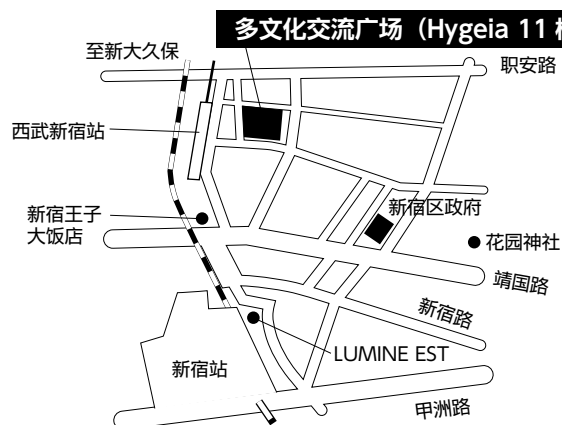 多文化交流广场（Hygeia 11
至新大久保
职安路
西武新宿站
新宿王子
大饭店
新宿区政府
花园神社
靖国路
新宿路
LUMINE EST
新宿站
甲洲路